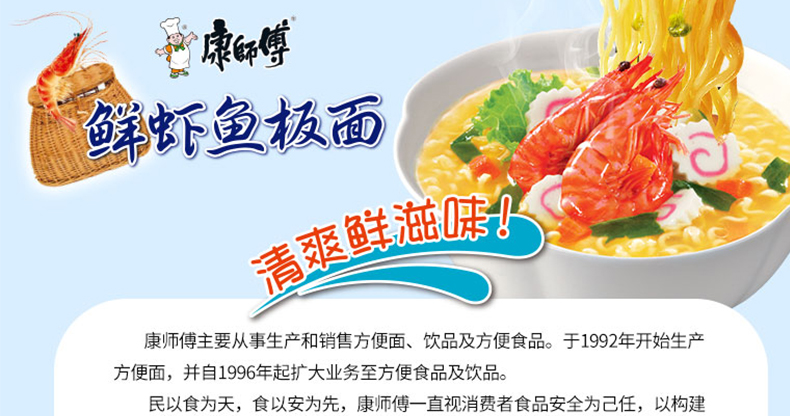 康师傅
鲜虾鱼板面
清爽鲜滋味！
康师傅主要从事生产和销售方便面、饮品及方便食品。于1992年开始生产
方便面，并自1996年起扩大业务至方便食品及饮品。
民以食为天，食以安为先，康师傅一直视消费者食品安全为己任，以构建